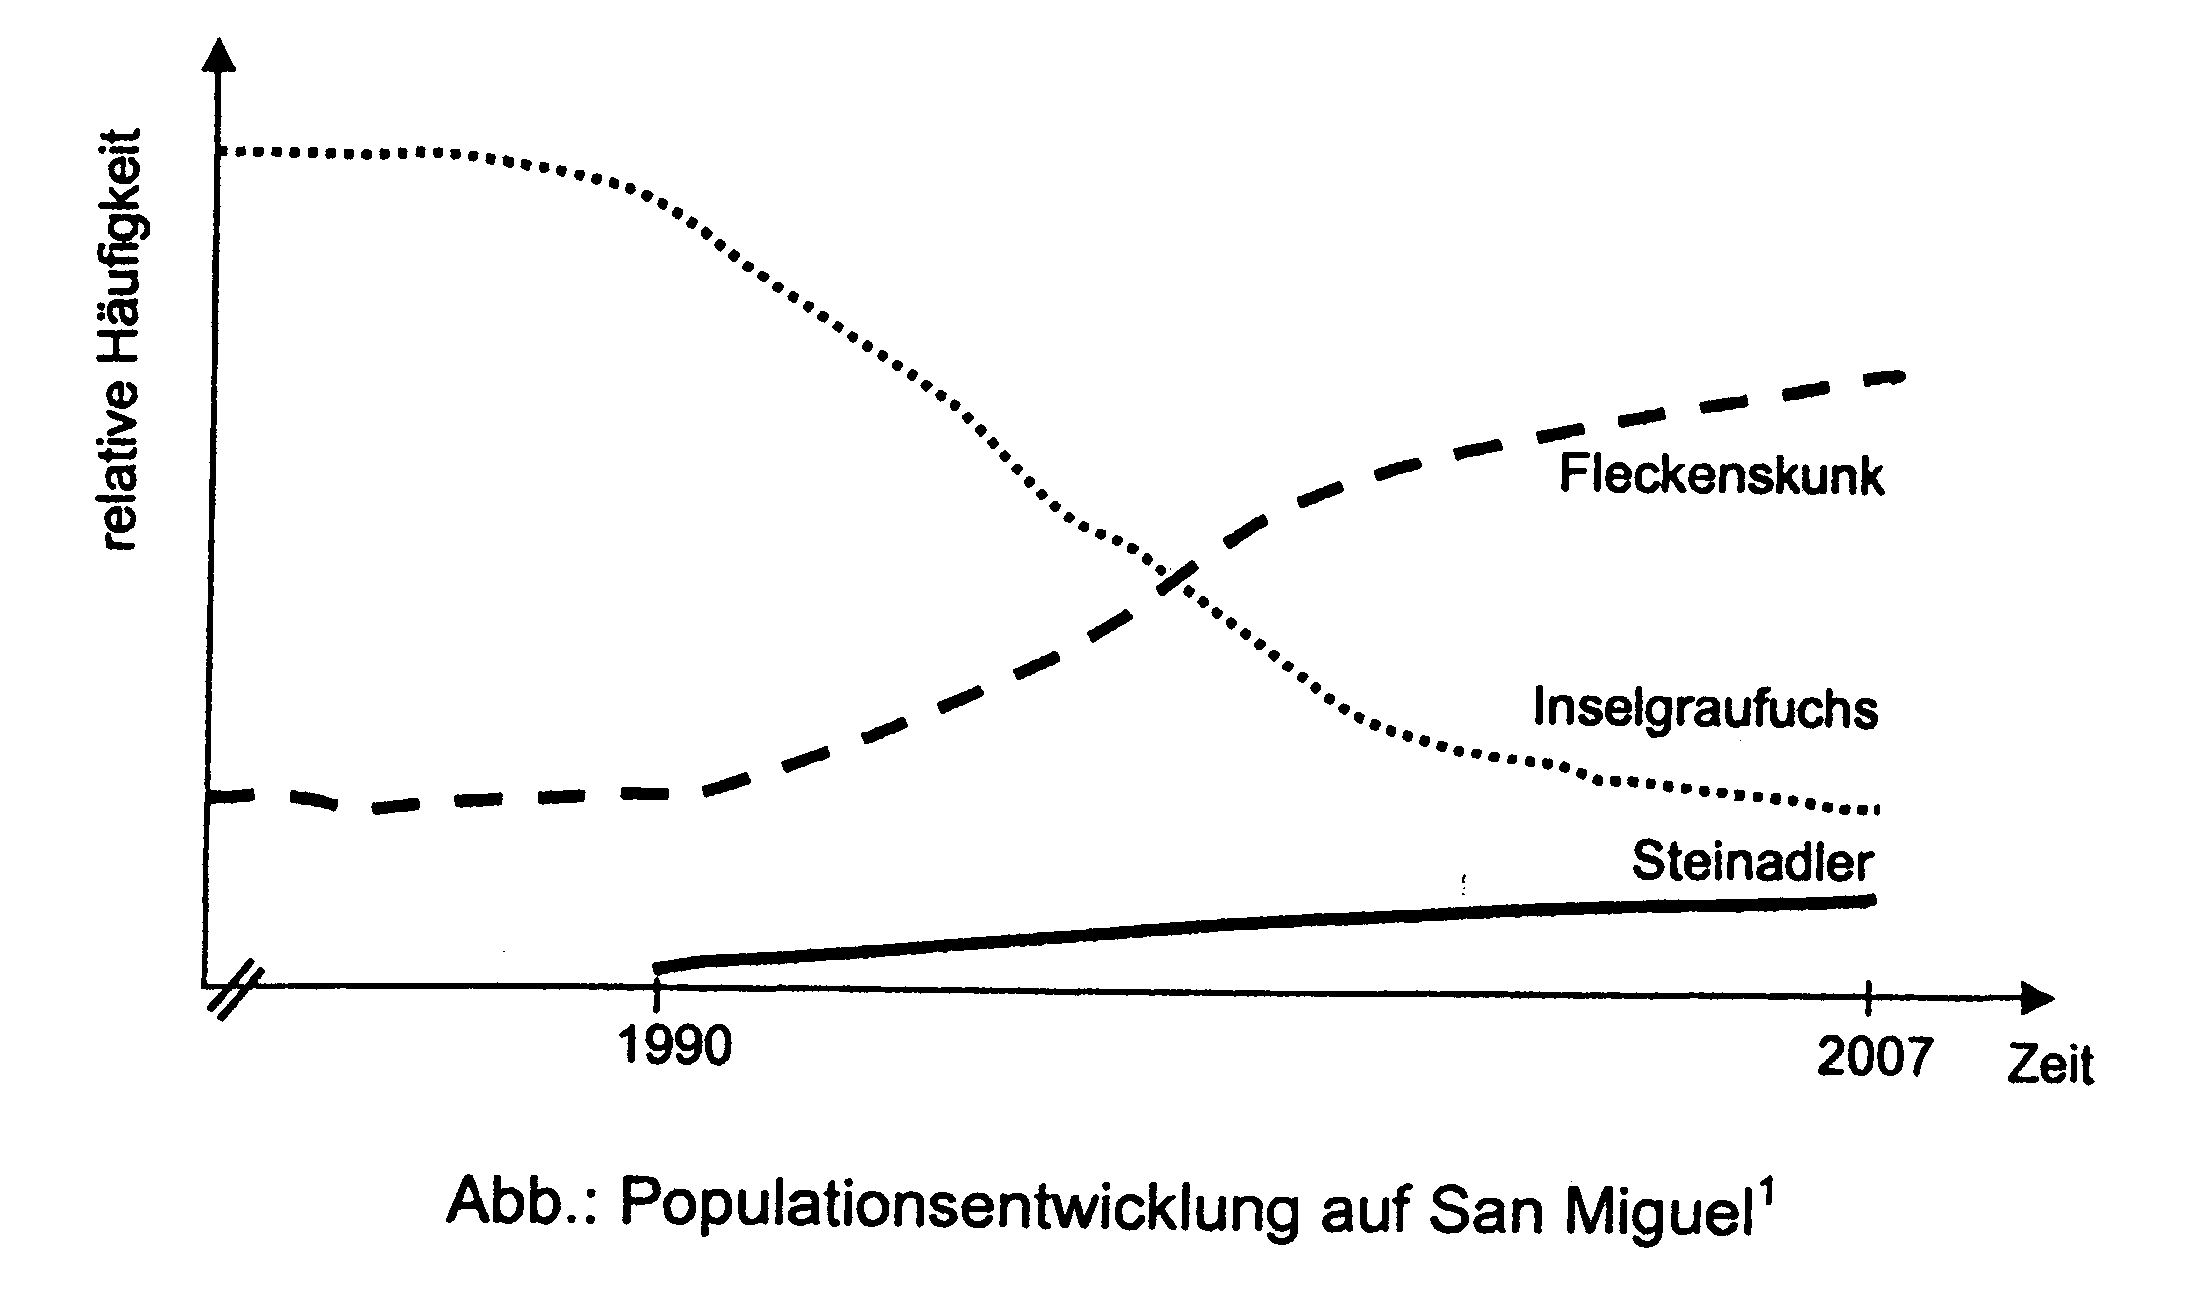 relative Häufigkeit
Fleckenskunk
Inselgraufuchs
Steinadler
1990
2007
Zeit
Abb.: Populationsentwicklung auf San Miguel¹